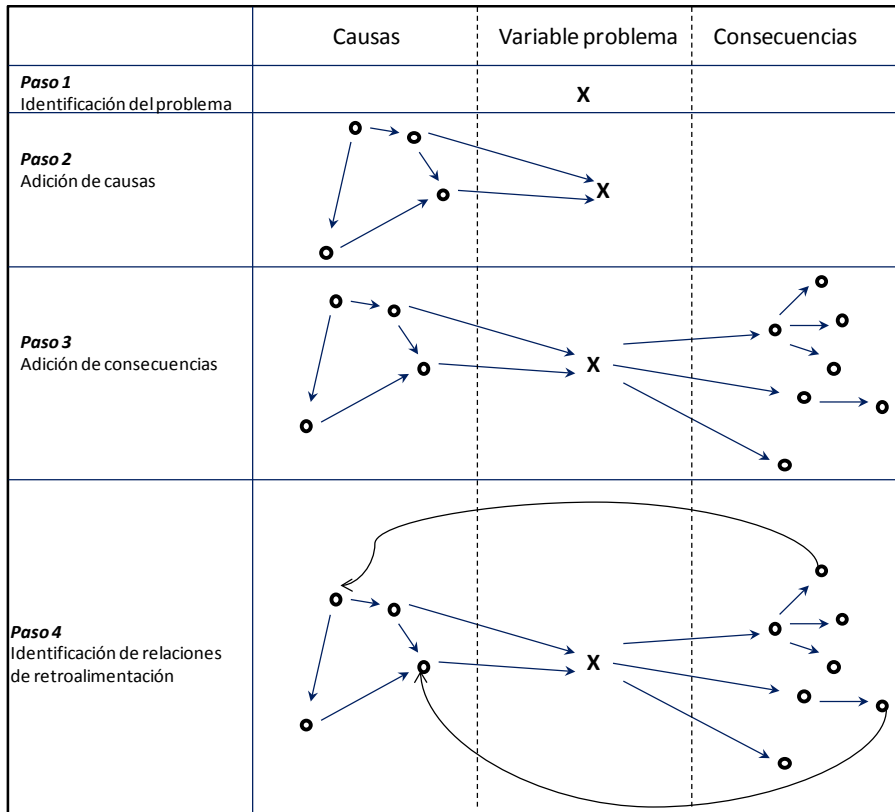 Causas
Variable problema
Consecuencias
Paso 1
Identificación del problema
X
Paso 2
Adición de causas
X
Paso 3
Adición de consecuencias
X
Paso 4
Identificación de relaciones
de retroalimentación
X